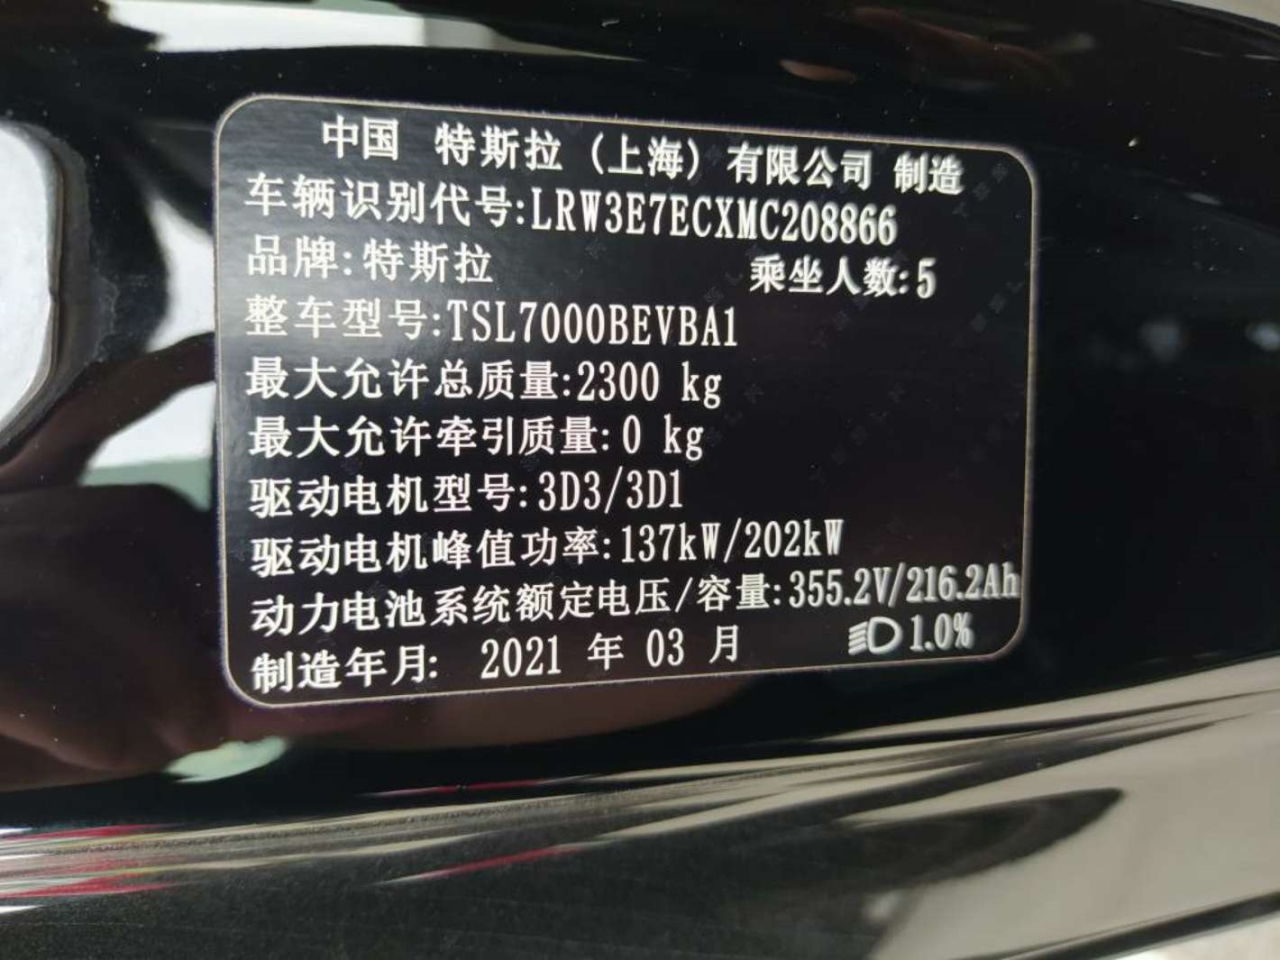 中国 特斯拉（上海）有限公司 制造
车辆识别代号:LRW3E7ECXMC208866
品牌:特斯拉 乘坐人数:5
整车型号:TSL7000BEVBA1
最大允许总质量:2300 kg
最大允许牵引质量:0 kg
驱动电机型号:3D3/3D1
驱动电机峰值功率:137kW/202kW
动力电池系统额定电压/容量:355.2V/216.2Ah
制造年月: 2021 年 03 月 1.0%